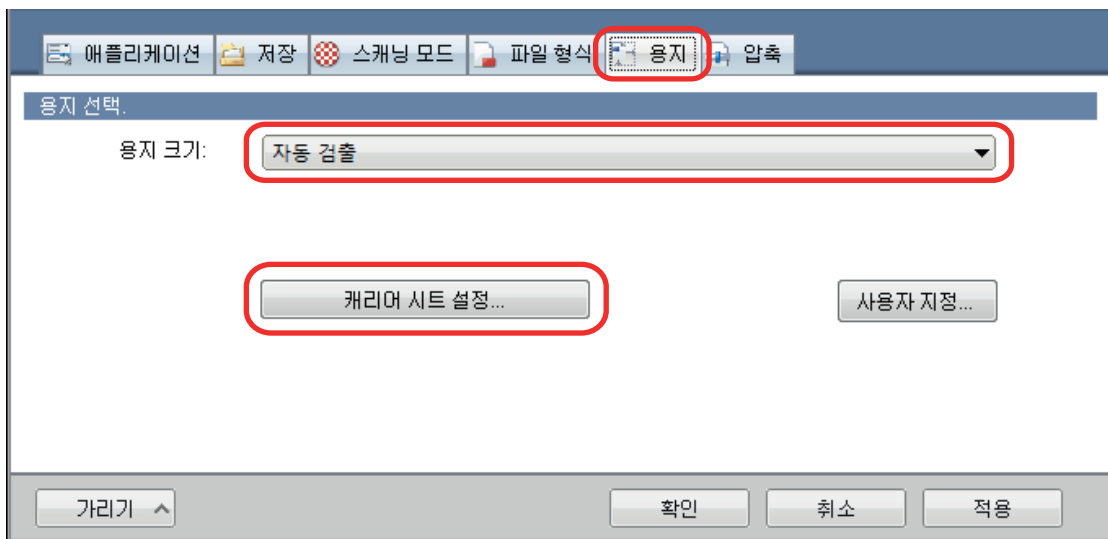 애플리케이션 저장 스캐닝 모드 파일 형식 용지 압축
용지 선택.
용지 크기: 자동 검출
캐리어 시트 설정... 사용자 지정...
가리기 확인 취소 적용